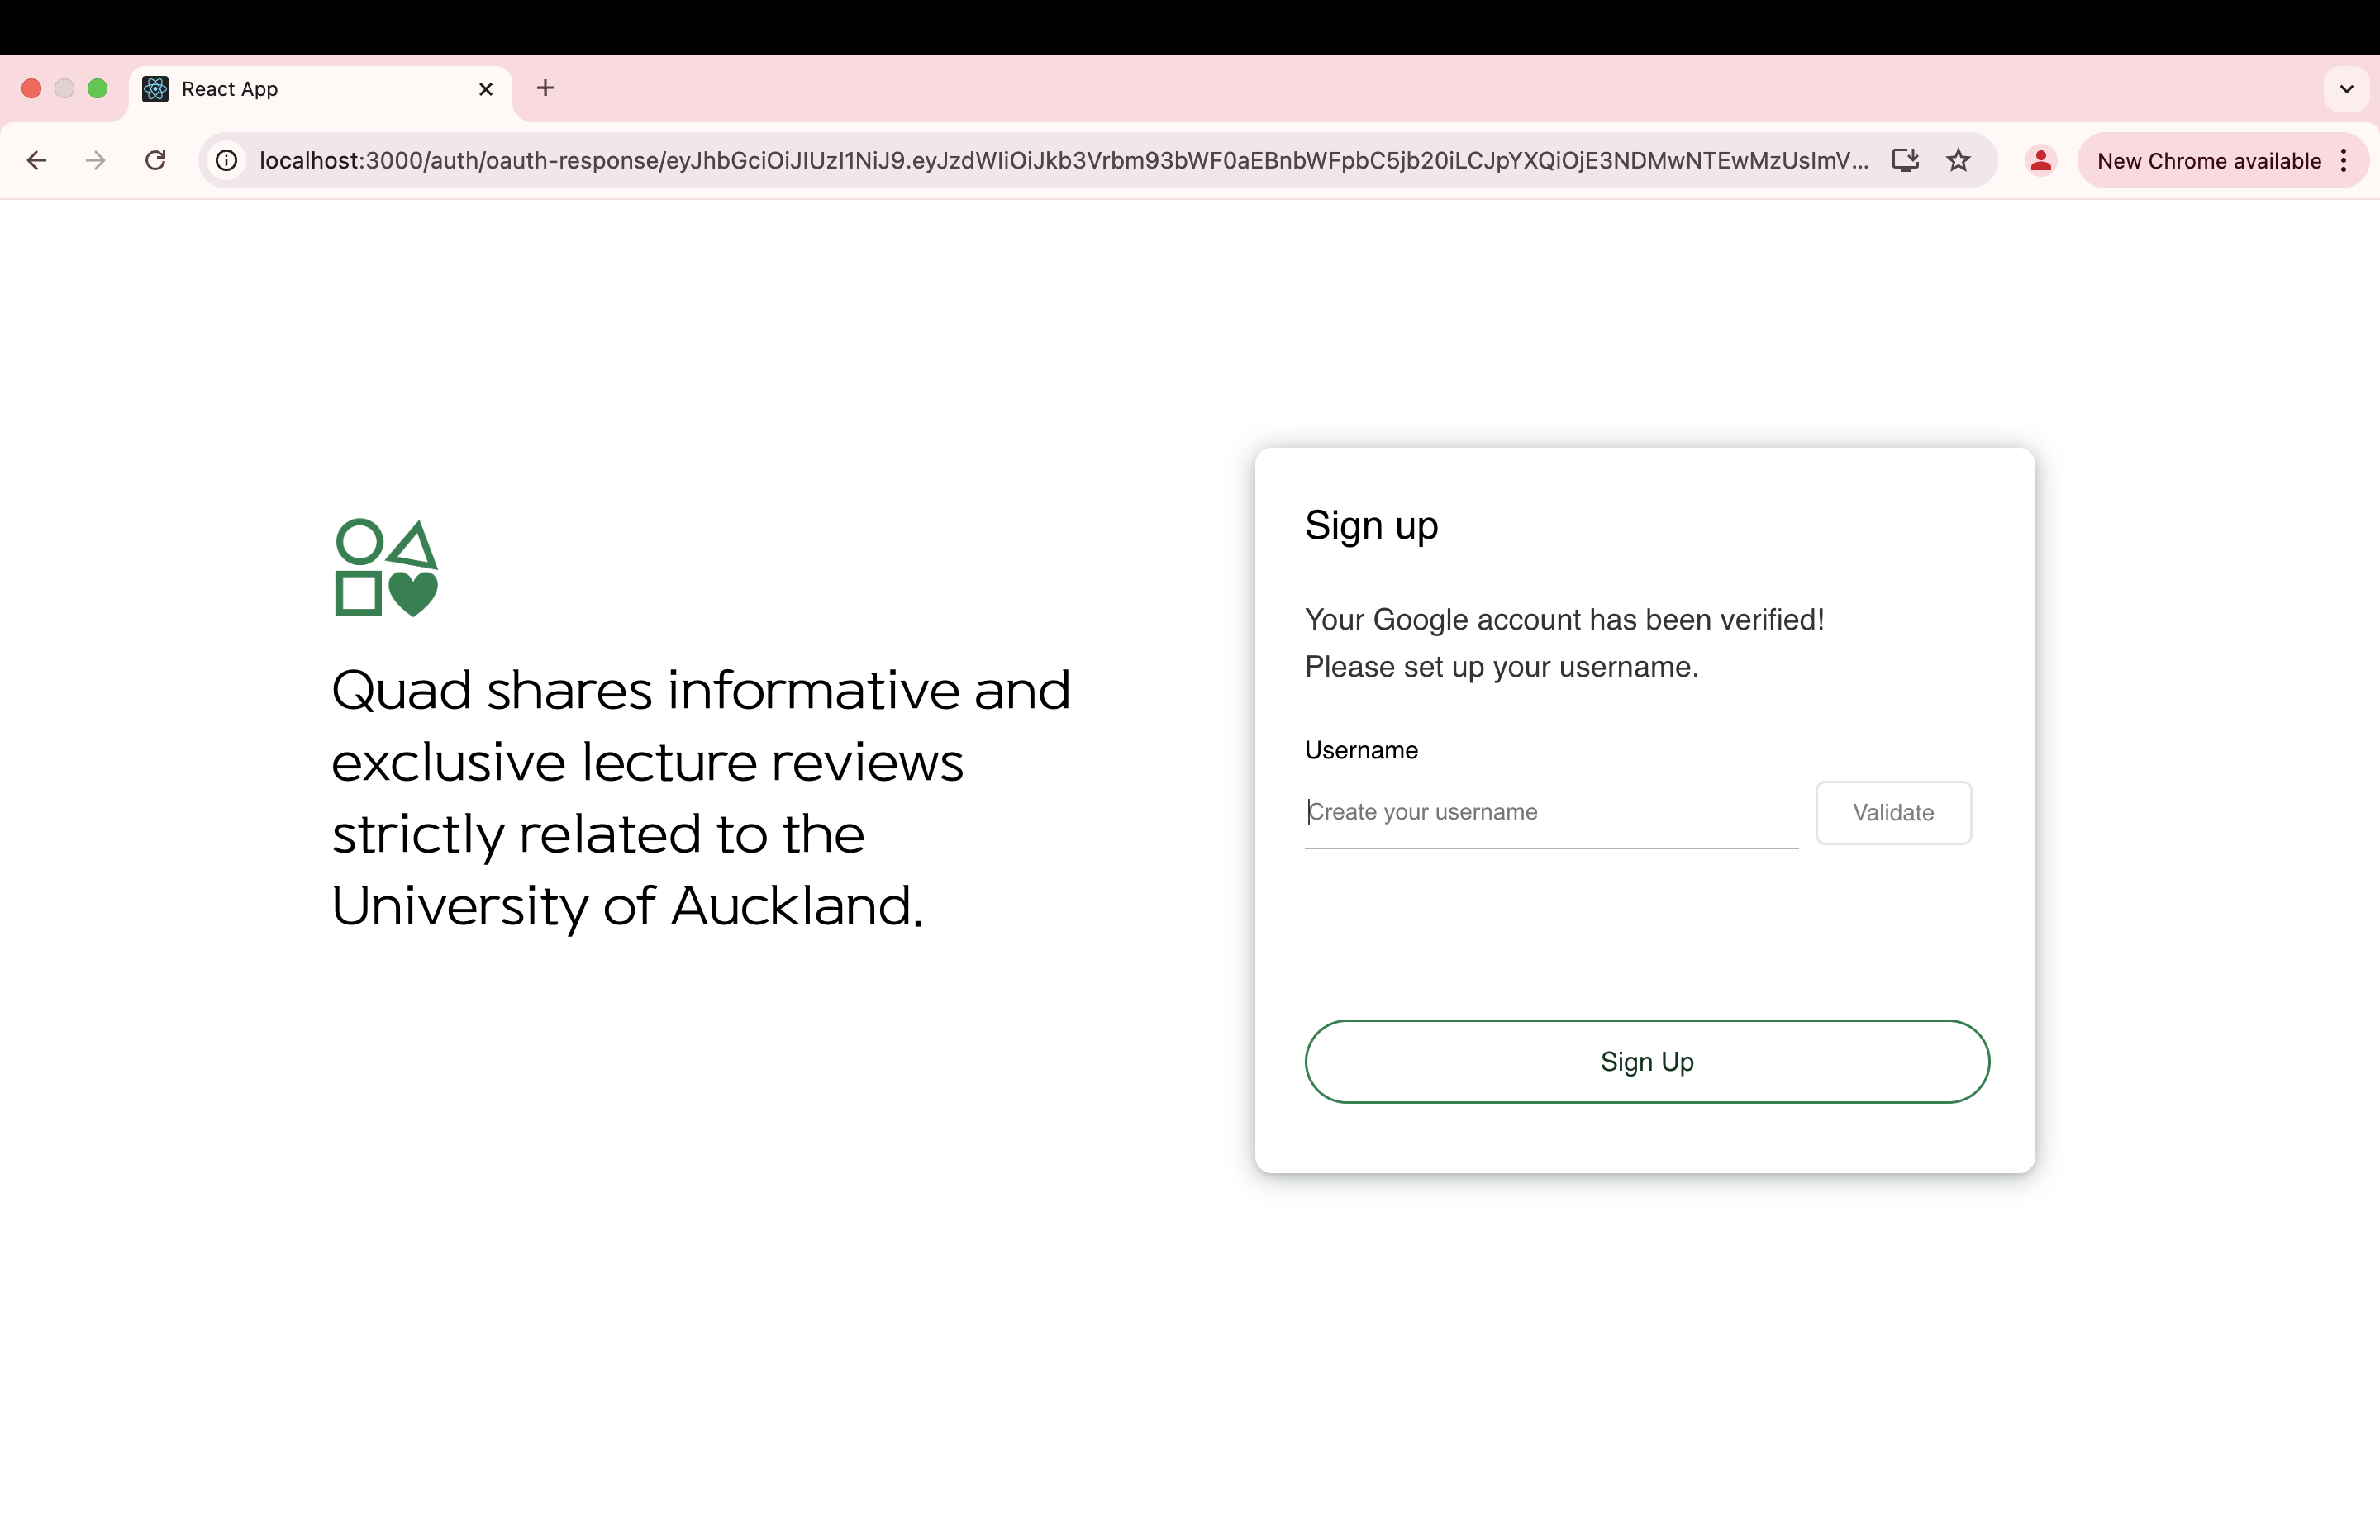 React App
localhost:3000/auth/oauth-response/eyJhbGciOiJIUzI1NiJ9.eyJzdWIiOiJkb3Vrbm93bWF0aEBnbWFpbC5jb20iLCJpYXQiOjE3NDMwNTEwMzUsImV...
New Chrome available
Quad shares informative and
exclusive lecture reviews
strictly related to the
University of Auckland.
Sign up
Your Google account has been verified!
Please set up your username.
Username
Create your username
Validate
Sign Up